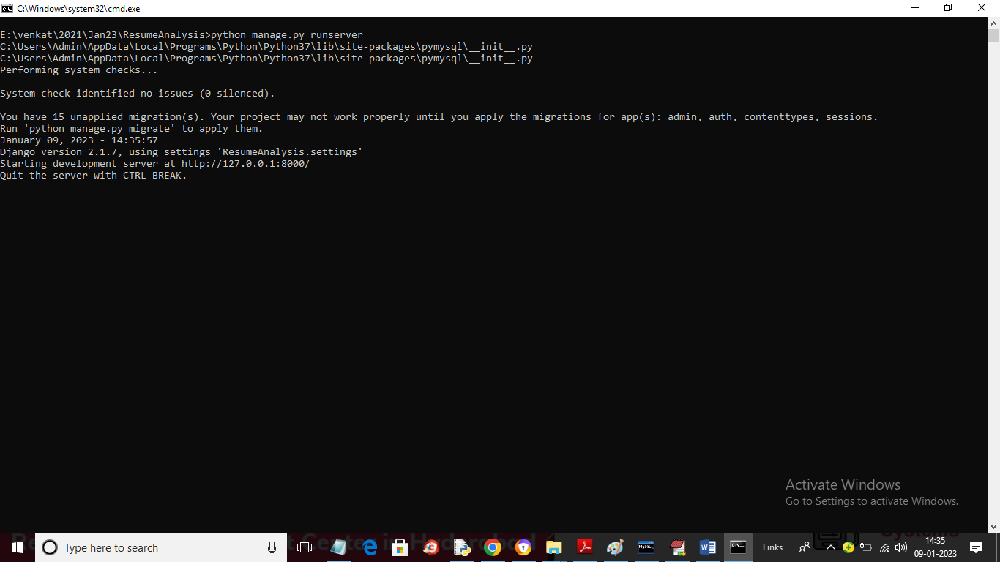 C:\Windows\system32\cmd.exe
E:\venkat\2021\Jan23\ResumeAnalysis>python manage.py runserver
C:\Users\Admin\AppData\Local\Programs\Python\Python37\lib\site-packages\pymysql\__init__.py
C:\Users\Admin\AppData\Local\Programs\Python\Python37\lib\site-packages\pymysql\__init__.py
Performing system checks...
System check identified no issues (0 silenced).
You have 15 unapplied migration(s). Your project may not work properly until you apply the migrations for app(s): admin, auth, contenttypes, sessions.
Run 'python manage.py migrate' to apply them.
January 09, 2023 - 14:35:57
Django version 2.1.7, using settings 'ResumeAnalysis.settings'
Starting development server at http://127.0.0.1:8000/
Quit the server with CTRL-BREAK.
Activate Windows
Go to Settings to activate Windows.
Type here to search
Links
14:35
09-01-2023